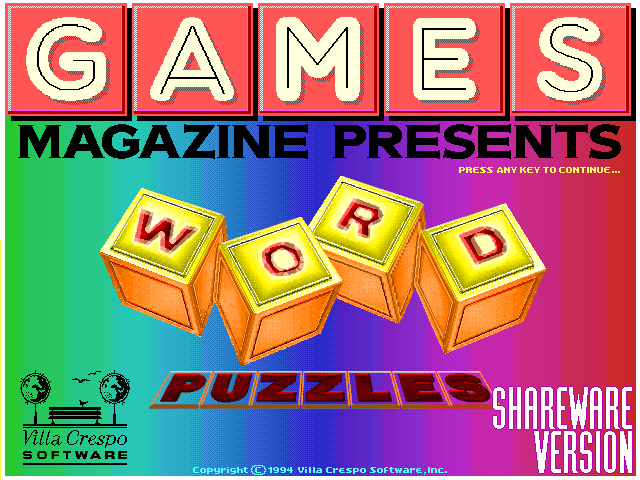 GAMES
MAGAZINE PRESENTS
PRESS ANY KEY TO CONTINUE...
WORD
PUZZLES
SHAREWARE
VERSION
Villa Crespo
SOFTWARE
Copyright ©1994 Villa Crespo Software,Inc.